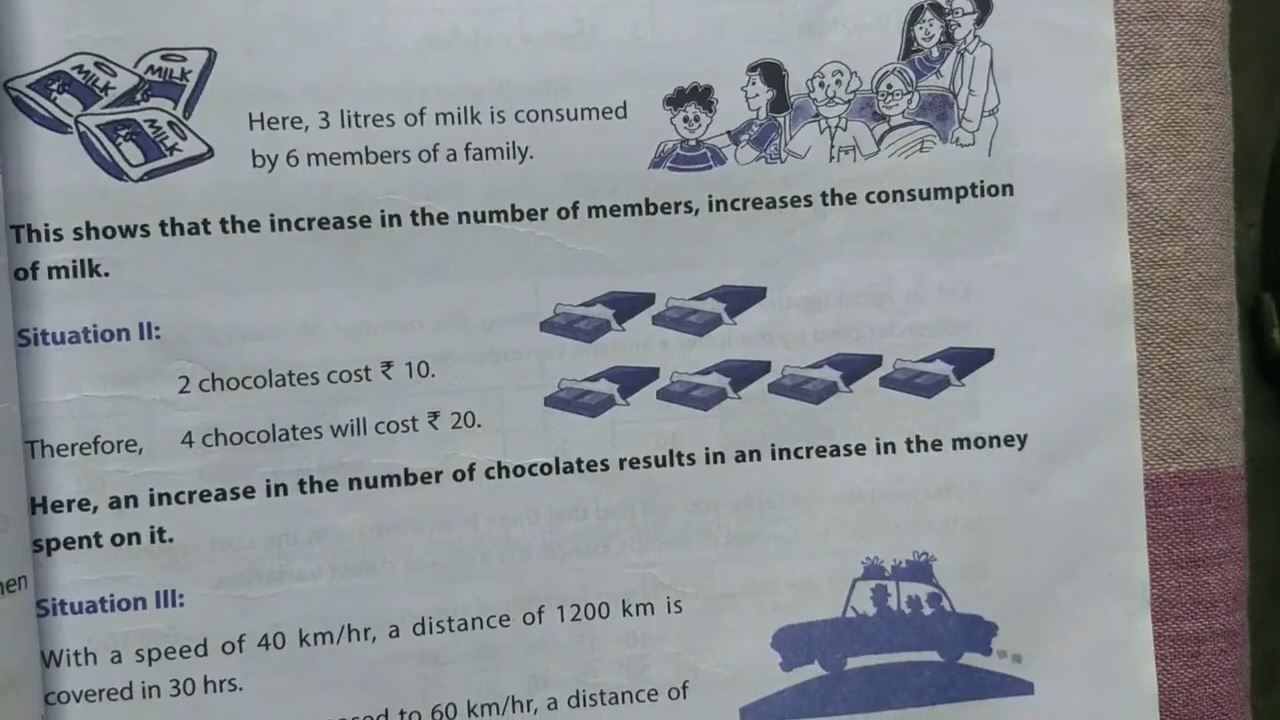 MILK
MILK
MILK
Here, 3 litres of milk is consumed
by 6 members of a family.
This shows that the increase in the number of members, increases the consumption
of milk.
Situation II:
2 chocolates cost ₹ 10.
Therefore, 4 chocolates will cost ₹ 20.
Here, an increase in the number of chocolates results in an increase in the money
spent on it.
Situation III:
With a speed of 40 km/hr, a distance of 1200 km is
covered in 30 hrs.
to 60 km/hr, a distance of